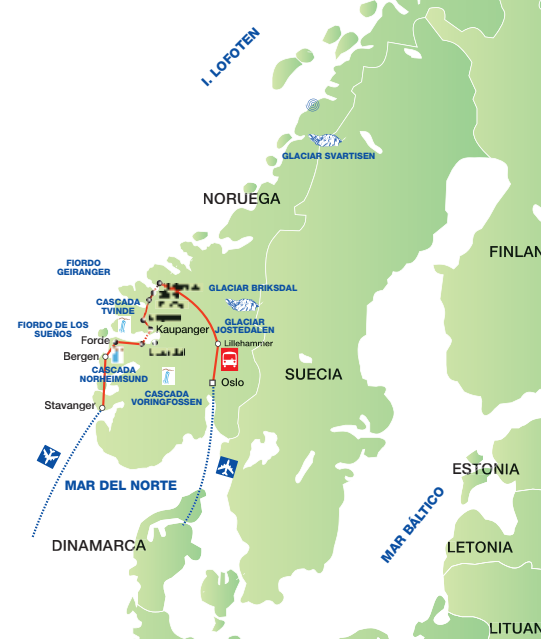 I. LOFOTEN
GLACIAR SVARTISEN
NORUEGA
FINLAN
FIORDO
GEIRANGER
GLACIAR BRIKSDAL
CASCADA
TVINDE
GLACIAR
JOSTEDALEN
FIORDO DE LOS
SUEÑOS
Kaupanger
Forde
Lillehammer
Bergen
CASCADA
NORHEIMSUND
SUECIA
Oslo
CASCADA
VORINGFOSSEN
Stavanger
ESTONIA
MAR DEL NORTE
MAR BÁLTICO
DINAMARCA
LETONIA
LITUAN